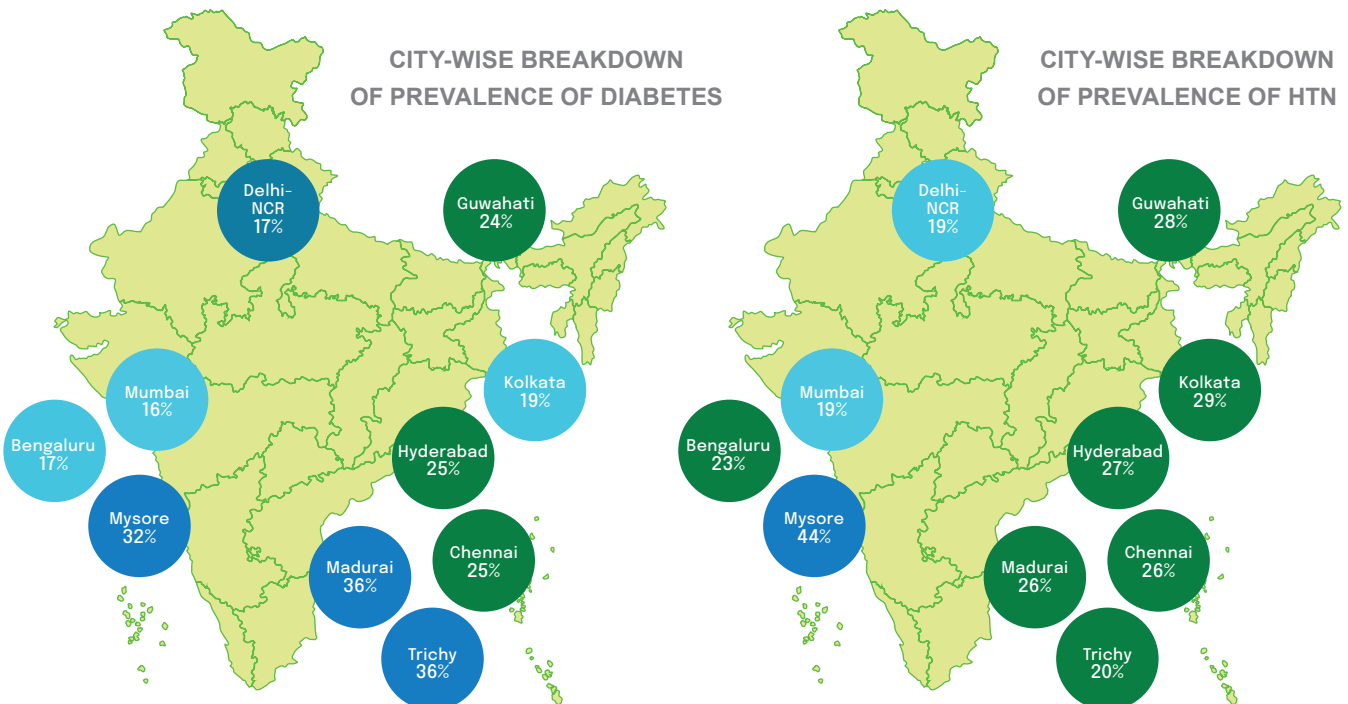 CITY-WISE BREAKDOWN
OF PREVALENCE OF DIABETES
Delhi-
NCR
17%
Guwahati
24%
Mumbai
16%
Kolkata
19%
Bengaluru
17%
Hyderabad
25%
Mysore
32%
Chennai
25%
Madurai
36%
Trichy
36%
CITY-WISE BREAKDOWN
OF PREVALENCE OF HTN
Delhi-
NCR
19%
Guwahati
28%
Mumbai
19%
Kolkata
29%
Bengaluru
23%
Hyderabad
27%
Mysore
44%
Chennai
26%
Madurai
26%
Trichy
20%